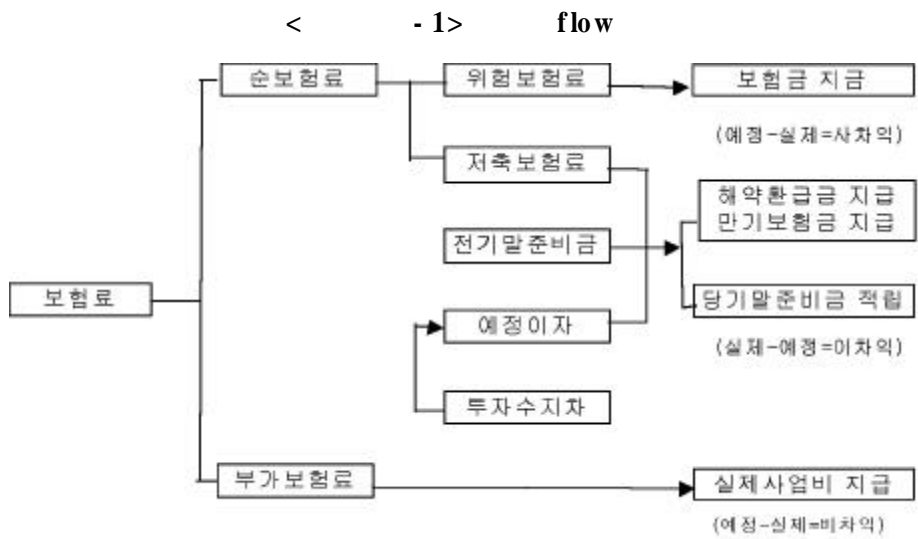 < - 1> flow
순보험료
위험보험료
보험금 지급
(예정-실제=사차익)
저축보험료
해약환급금 지급
만기보험금 지급
전기말준비금
보험료
당기말준비금 적립
예정이자
(실제-예정=이차익)
투자수지차
부가보험료
실제사업비 지급
(예정-실제=비차익)